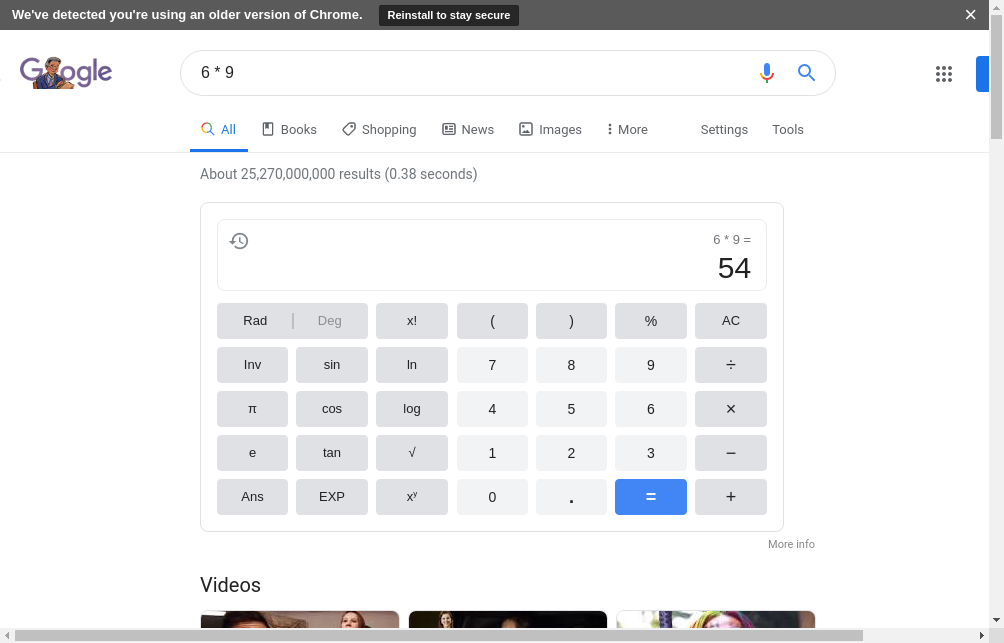 We've detected you're using an older version of Chrome. Reinstall to stay secure
Google
6 * 9
All Books Shopping News Images More Settings Tools
About 25,270,000,000 results (0.38 seconds)
6 * 9 =
54
Rad Deg x! ( ) % AC
Inv sin ln 7 8 9 ÷
π cos log 4 5 6 ×
e tan √ 1 2 3 −
Ans EXP xʸ 0 . = +
More info
Videos